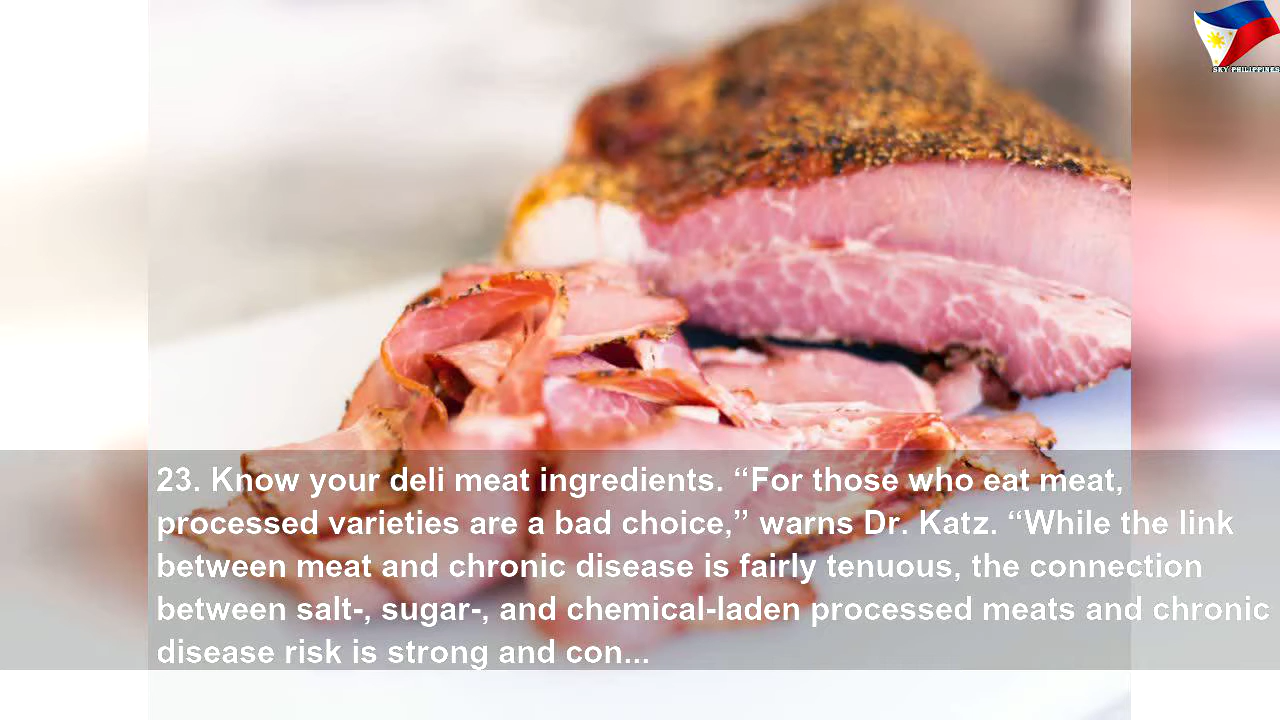 SKY PHILIPPINES
23. Know your deli meat ingredients. “For those who eat meat,
processed varieties are a bad choice,” warns Dr. Katz. “While the link
between meat and chronic disease is fairly tenuous, the connection
between salt-, sugar-, and chemical-laden processed meats and chronic
disease risk is strong and con...